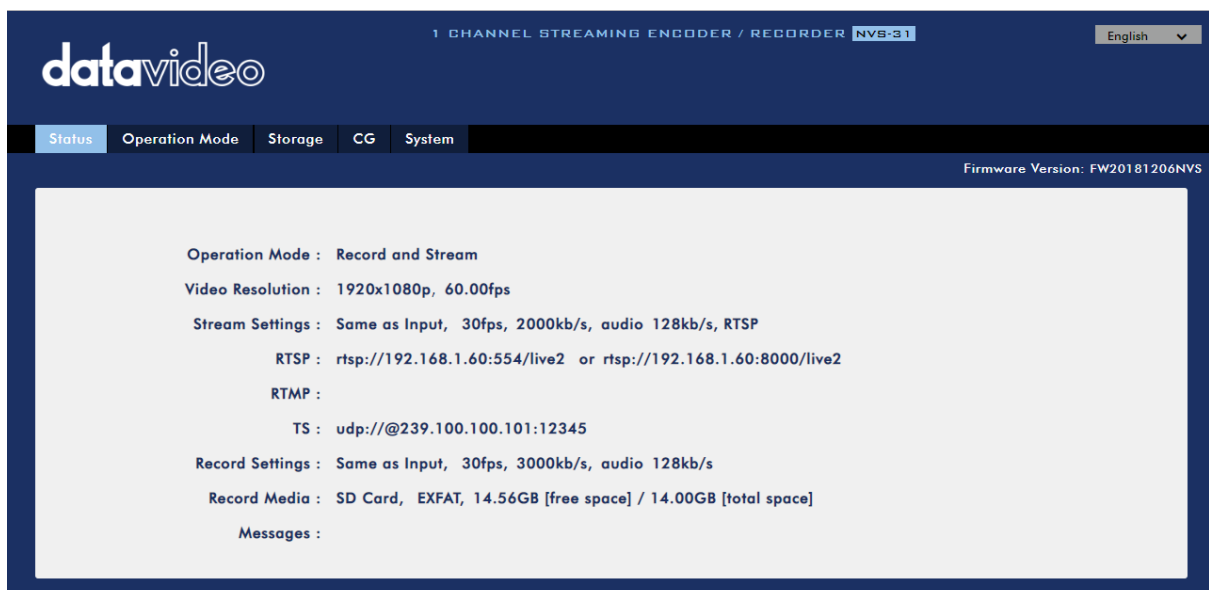 1 CHANNEL STREAMING ENCODER / RECORDER NVS-31
English
datavideo
Status Operation Mode Storage CG System
Firmware Version: FW20181206NVS
Operation Mode : Record and Stream
Video Resolution : 1920x1080p, 60.00fps
Stream Settings : Same as Input, 30fps, 2000kb/s, audio 128kb/s, RTSP
RTSP : rtsp://192.168.1.60:554/live2 or rtsp://192.168.1.60:8000/live2
RTMP :
TS : udp://@239.100.100.101:12345
Record Settings : Same as Input, 30fps, 3000kb/s, audio 128kb/s
Record Media : SD Card, EXFAT, 14.56GB [free space] / 14.00GB [total space]
Messages :